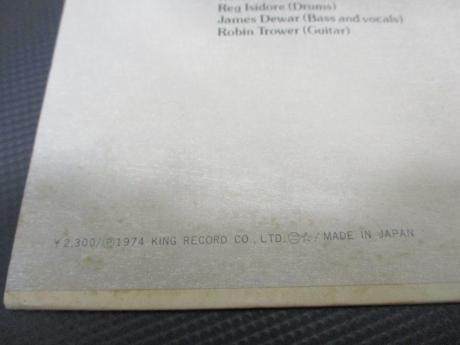 Reg Isidore (Drums)
James Dewar (Bass and vocals)
Robin Trower (Guitar)
¥2,300/Ⓟ1974 KING RECORD CO., LTD. / MADE IN JAPAN